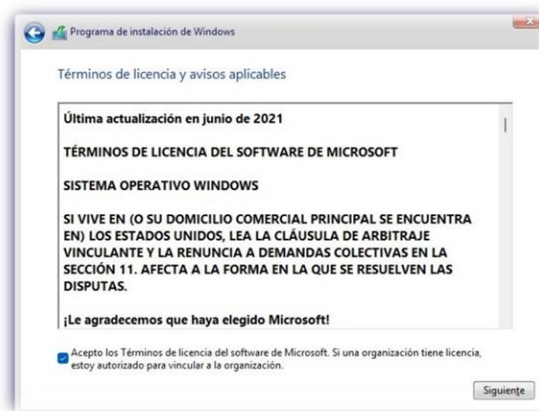 Programa de instalación de Windows
Términos de licencia y avisos aplicables
Última actualización en junio de 2021
TÉRMINOS DE LICENCIA DEL SOFTWARE DE MICROSOFT
SISTEMA OPERATIVO WINDOWS
SI VIVE EN (O SU DOMICILIO COMERCIAL PRINCIPAL SE ENCUENTRA
EN) LOS ESTADOS UNIDOS, LEA LA CLÁUSULA DE ARBITRAJE
VINCULANTE Y LA RENUNCIA A DEMANDAS COLECTIVAS EN LA
SECCIÓN 11. AFECTA A LA FORMA EN LA QUE SE RESUELVEN LAS
DISPUTAS.
¡Le agradecemos que haya elegido Microsoft!
Acepto los Términos de licencia del software de Microsoft. Si una organización tiene licencia,
estoy autorizado para vincular a la organización.
Siguiente